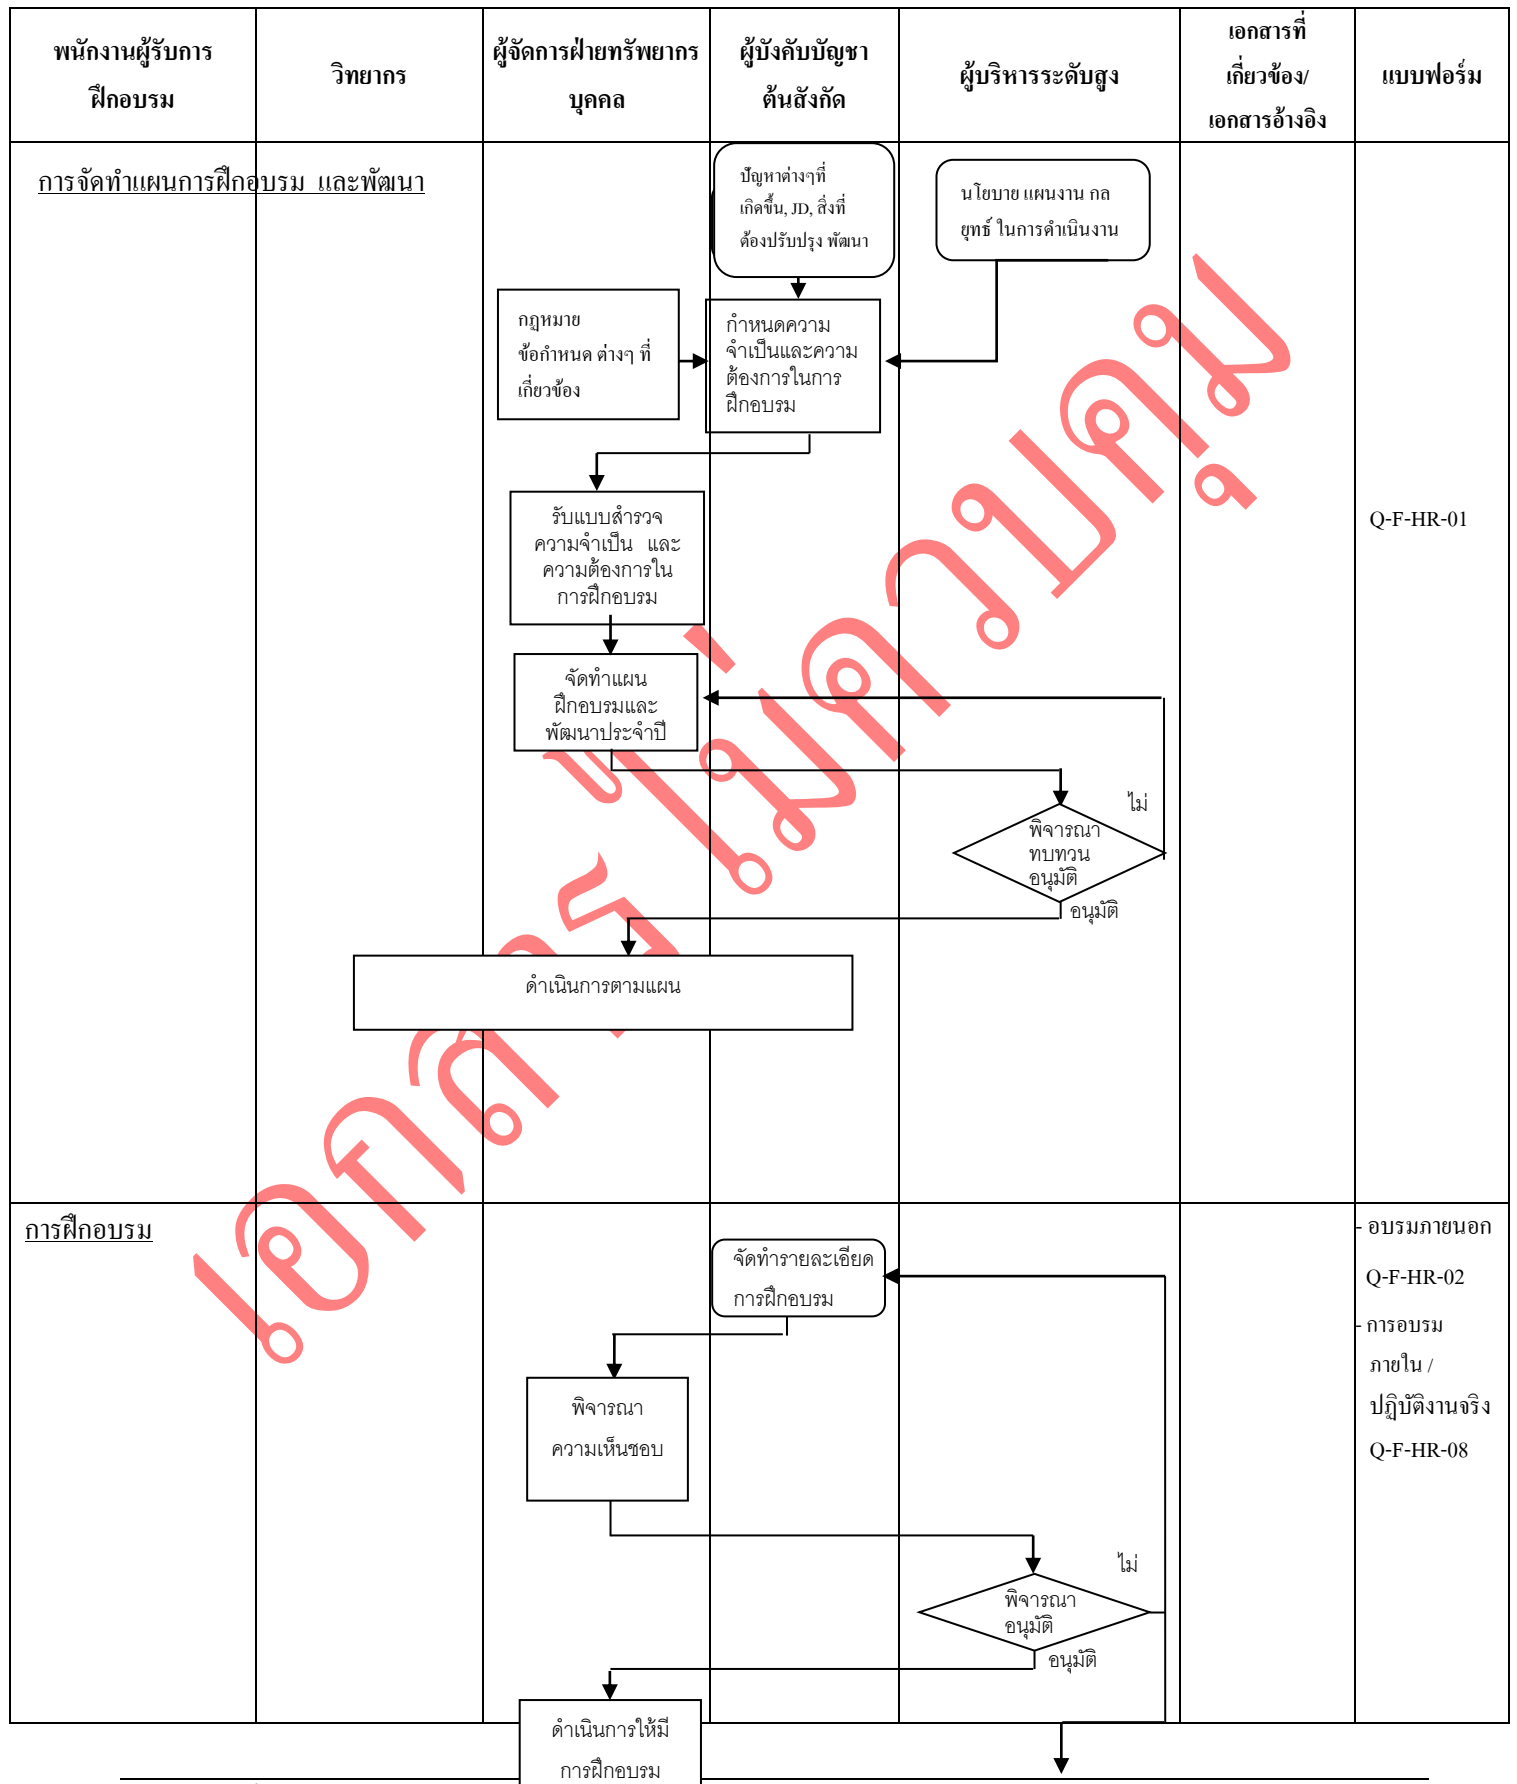 พนักงานผู้รับการ
ฝึกอบรม
วิทยากร
ผู้จัดการฝ่ายทรัพยากร
บุคคล
ผู้บังคับบัญชา
ต้นสังกัด
ผู้บริหารระดับสูง
เอกสารที่
เกี่ยวข้อง/
เอกสารอ้างอิง
แบบฟอร์ม
การจัดทำแผนการฝึกอบรม และพัฒนา
ปัญหาต่างๆที่
เกิดขึ้น, JD, สิ่งที่
ต้องปรับปรุง พัฒนา
นโยบาย แผนงาน กล
ยุทธ์ ในการดำเนินงาน
กฎหมาย
ข้อกำหนด ต่างๆ ที่
เกี่ยวข้อง
กำหนดความ
จำเป็นและความ
ต้องการในการ
ฝึกอบรม
รับแบบสำรวจ
ความจำเป็น และ
ความต้องการใน
การฝึกอบรม
Q-F-HR-01
จัดทำแผน
ฝึกอบรมและ
พัฒนาประจำปี
ไม่
พิจารณา
ทบทวน
อนุมัติ
อนุมัติ
ดำเนินการตามแผน
เอกสาร ไม่ควบคุม
การฝึกอบรม
จัดทำรายละเอียด
การฝึกอบรม
- อบรมภายนอก
Q-F-HR-02
- การอบรม
ภายใน /
ปฏิบัติงานจริง
Q-F-HR-08
พิจารณา
ความเห็นชอบ
ไม่
พิจารณา
อนุมัติ
อนุมัติ
ดำเนินการให้มี
การฝึกอบรม